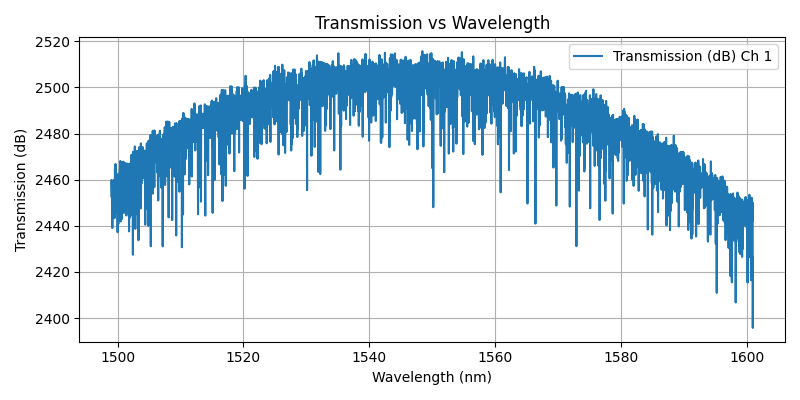 Transmission vs Wavelength
Transmission (dB) Ch 1
Transmission (dB)
2520
2500
2480
2460
2440
2420
2400
1500 1520 1540 1560 1580 1600
Wavelength (nm)